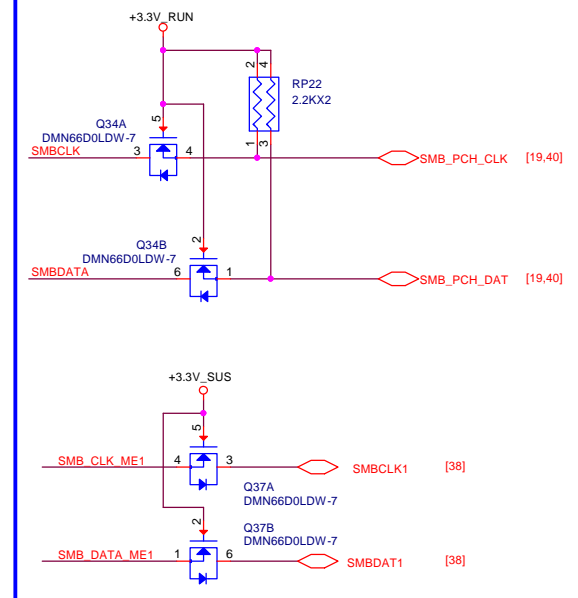 +3.3V_RUN
2
4
RP22
2.2KX2
Q34A
DMN66D0LDW-7
5
1
3
SMBCLK
3
4
SMB_PCH_CLK
[19,40]
Q34B
DMN66D0LDW-7
2
SMBDATA
6
1
SMB_PCH_DAT
[19,40]
+3.3V_SUS
5
SMB_CLK_ME1
4
3
SMBCLK1
[38]
Q37A
DMN66D0LDW-7
2
Q37B
DMN66D0LDW-7
SMB_DATA_ME1
1
6
SMBDAT1
[38]